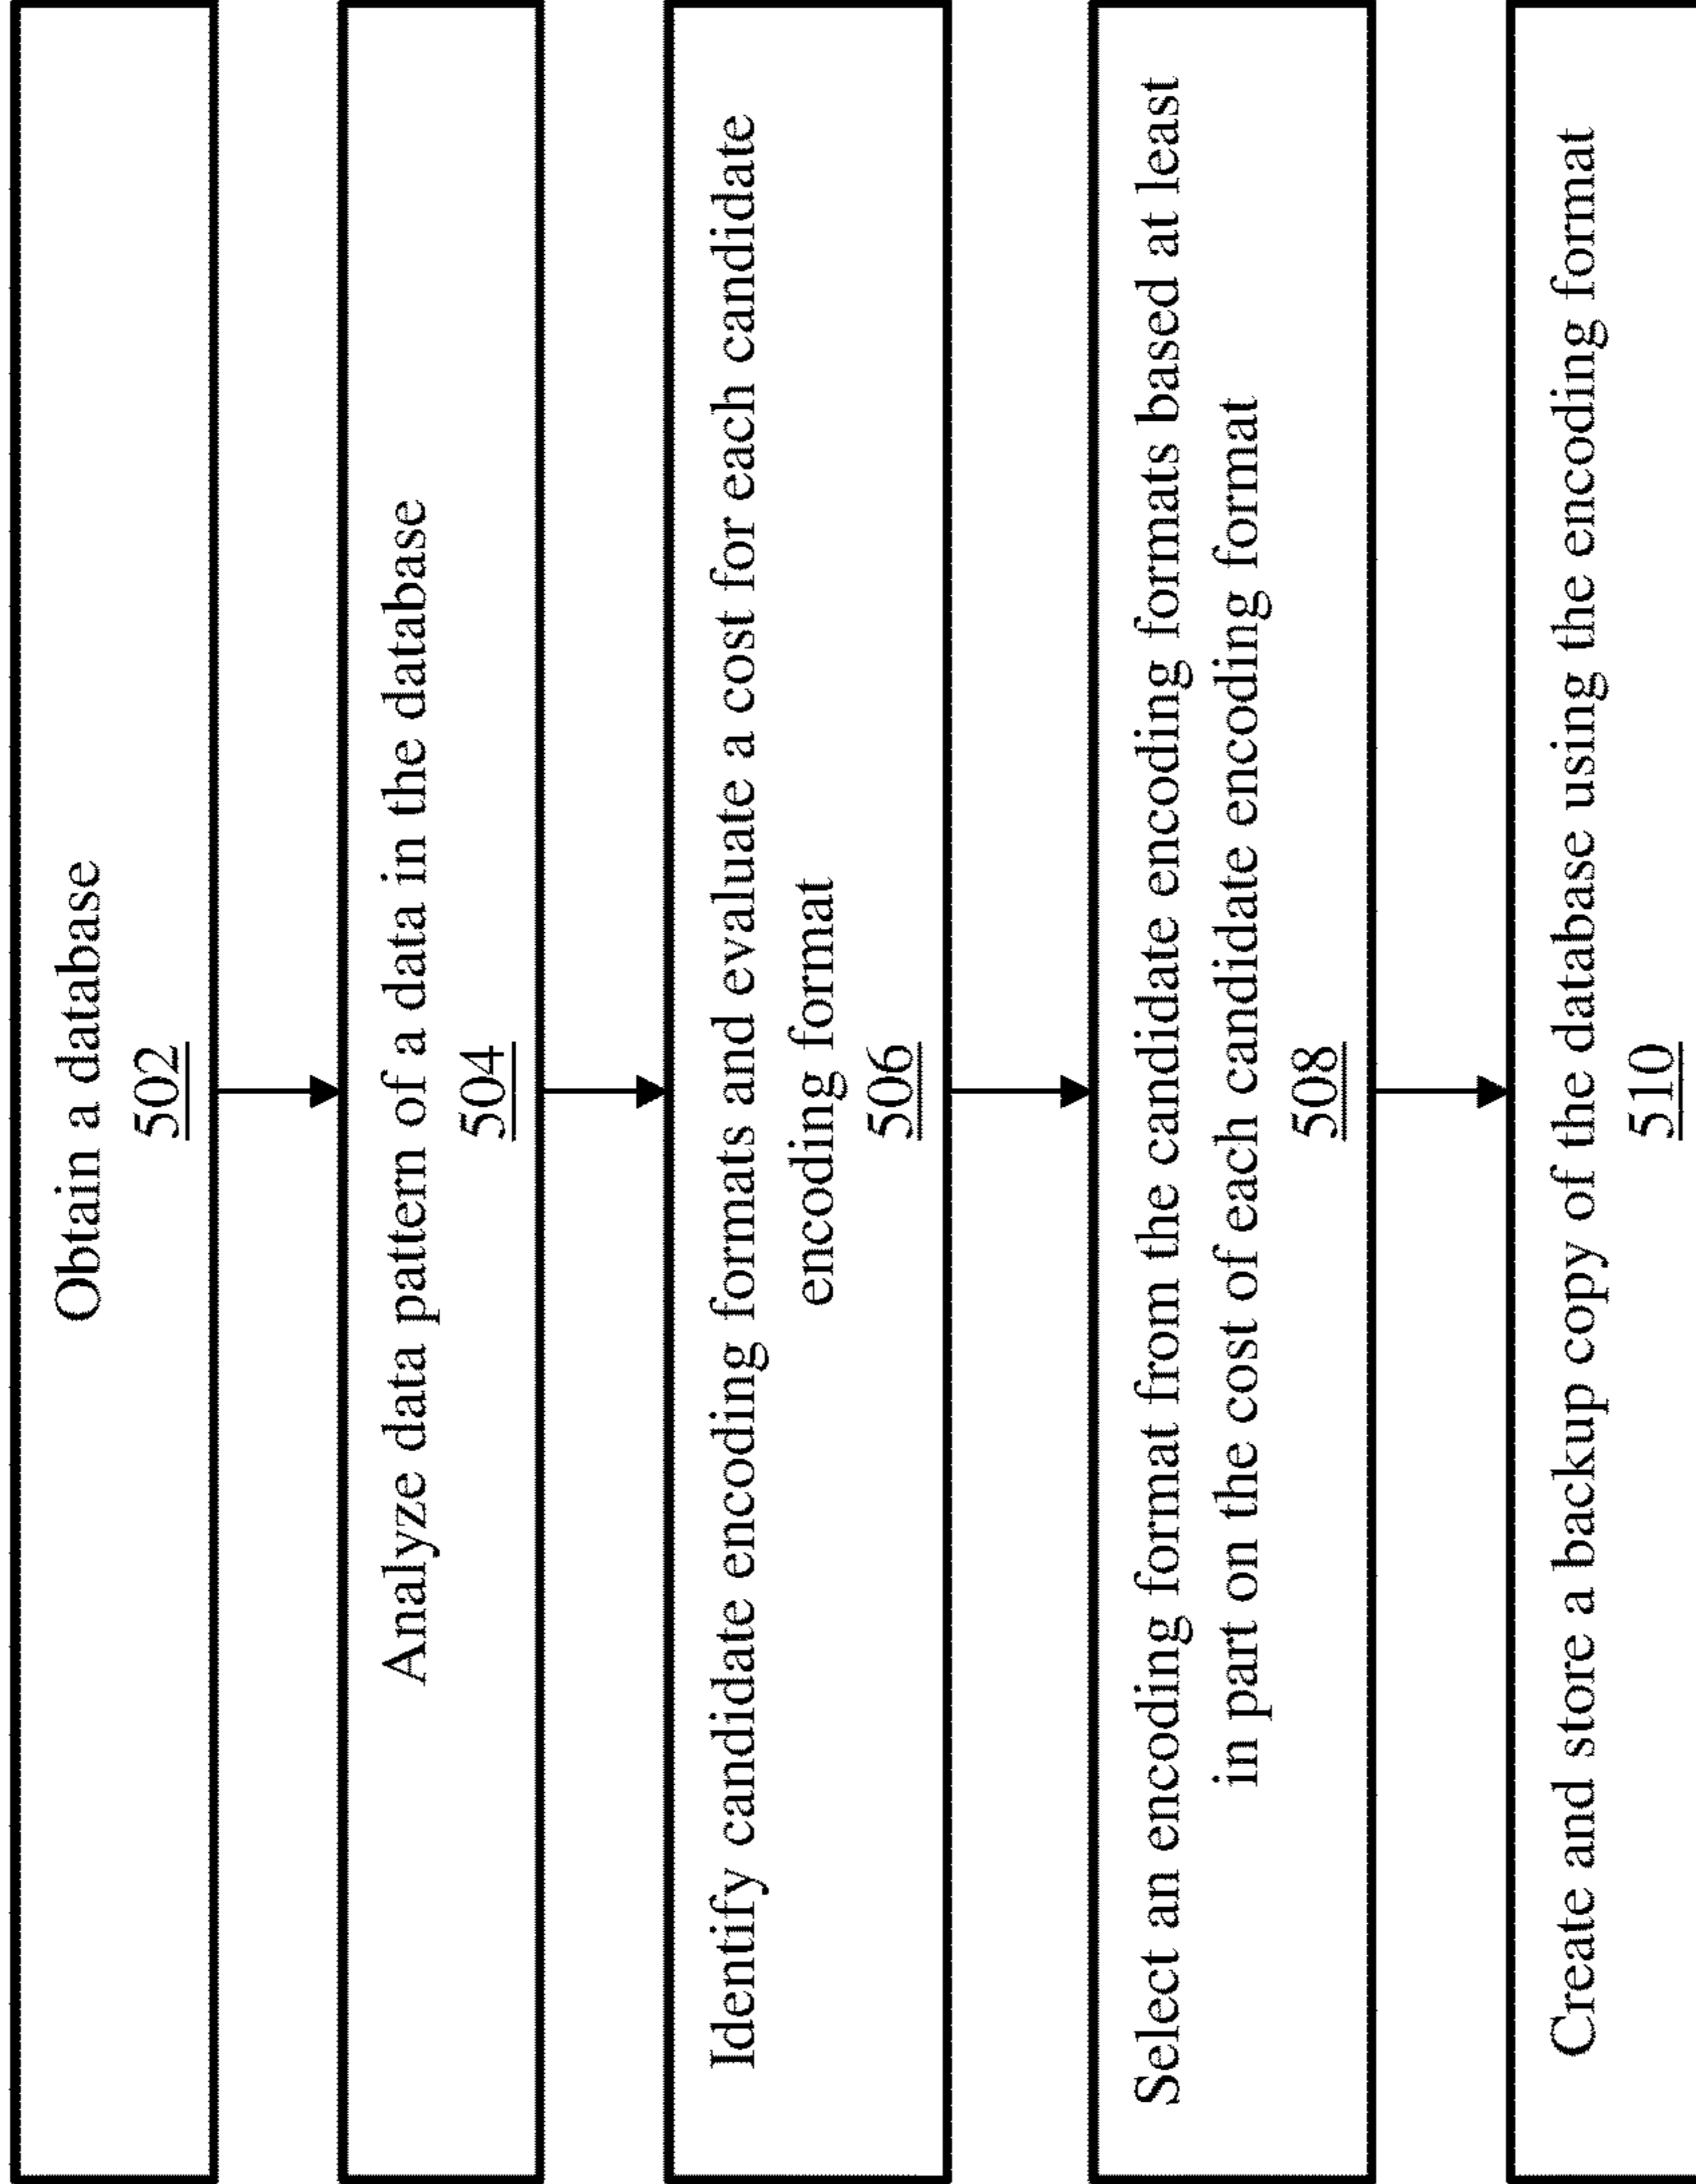 Obtain a database
502
Analyze data pattern of a data in the database
504
Identify candidate encoding formats and evaluate a cost for each candidate
encoding format
506
Select an encoding format from the candidate encoding formats based at least
in part on the cost of each candidate encoding format
508
Create and store a backup copy of the database using the encoding format
510